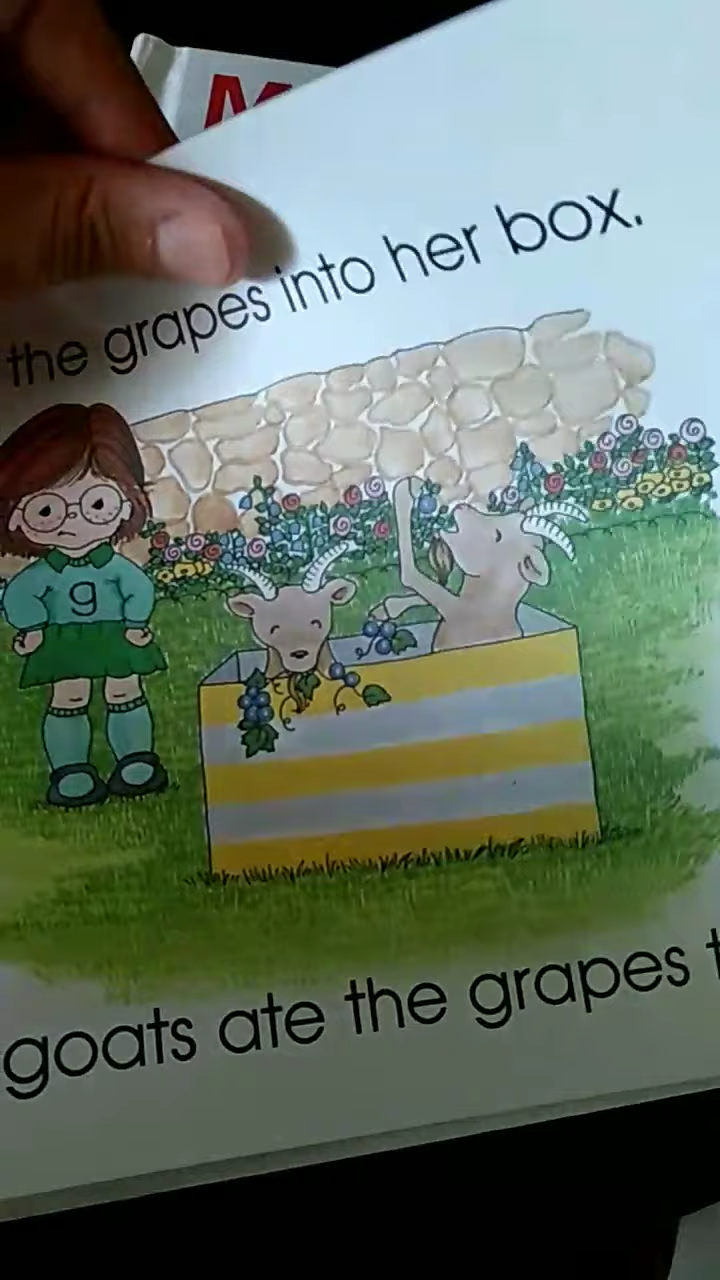 the grapes into her box.
g
goats ate the grapes t